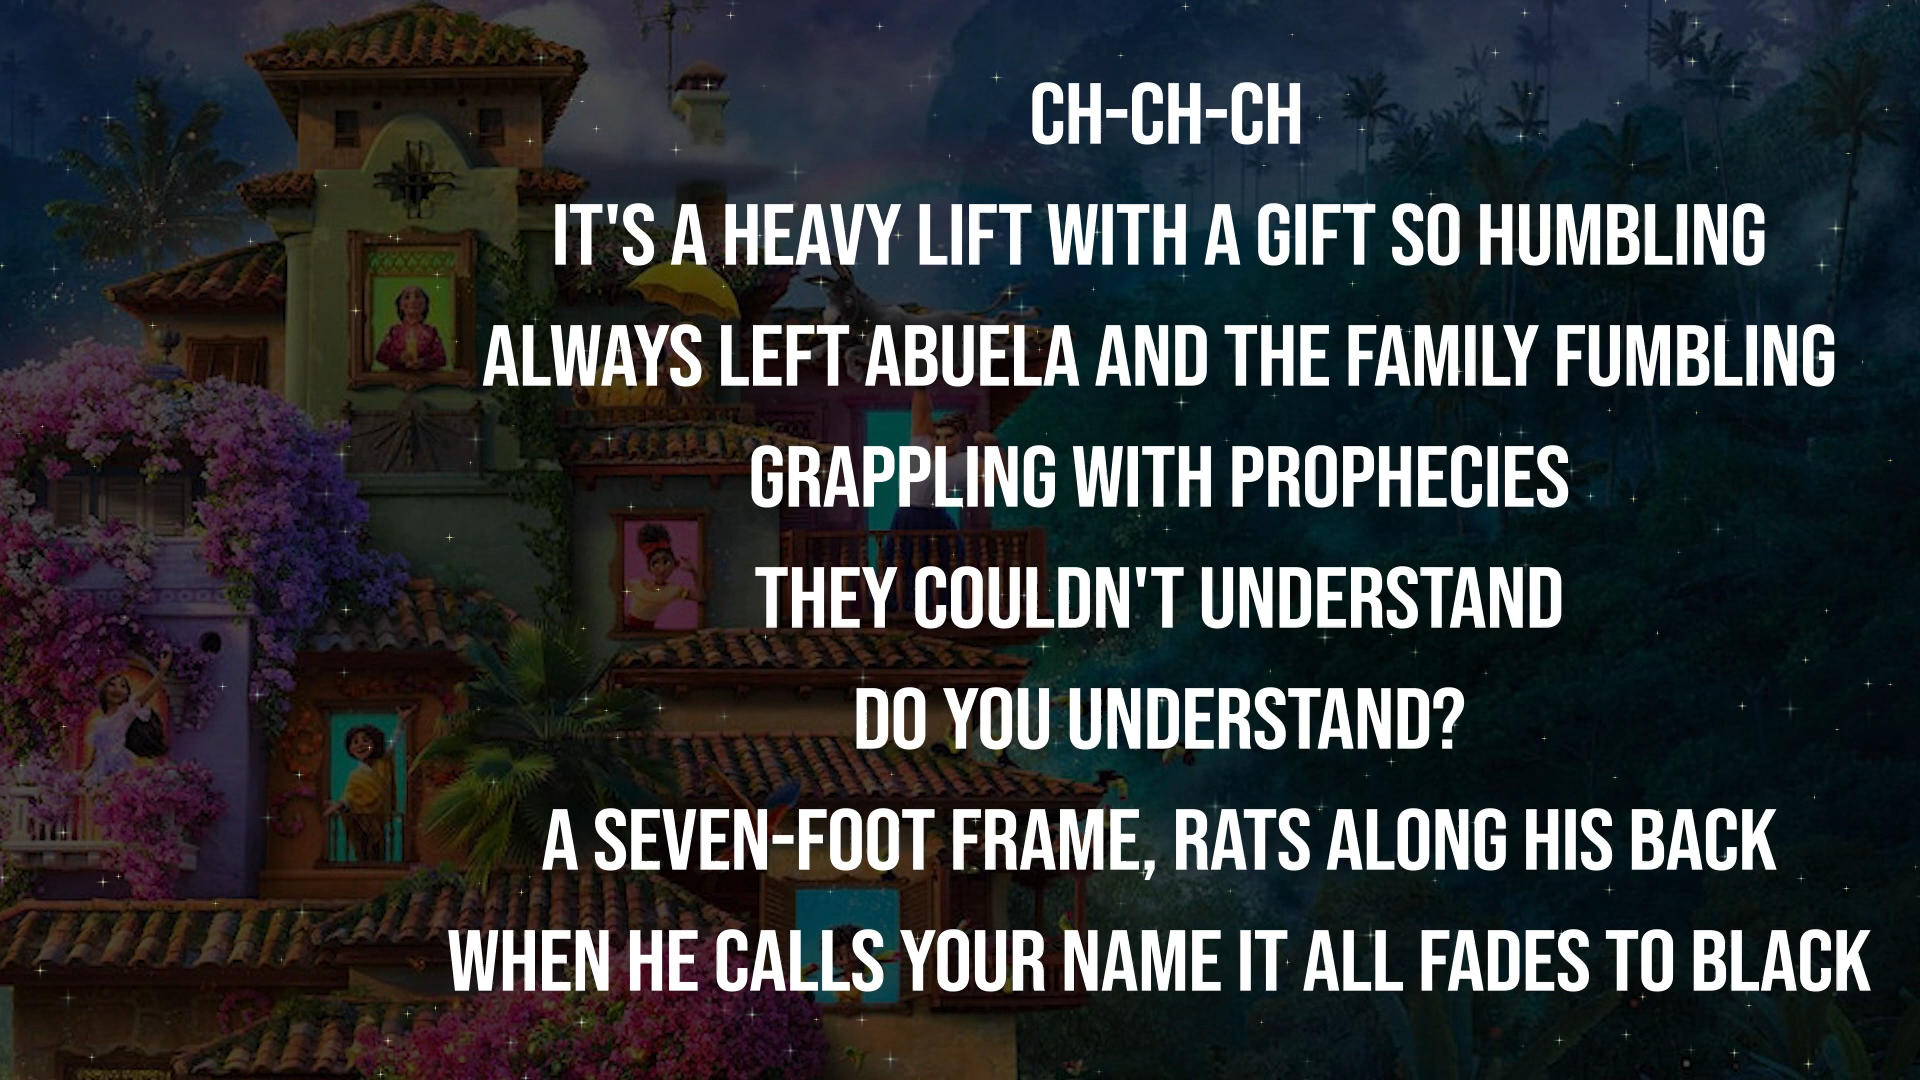 CH-CH-CH
IT'S A HEAVY LIFT WITH A GIFT SO HUMBLING
ALWAYS LEFT ABUELA AND THE FAMILY FUMBLING
GRAPPLING WITH PROPHECIES
THEY COULDN'T UNDERSTAND
DO YOU UNDERSTAND?
A SEVEN-FOOT FRAME, RATS ALONG HIS BACK
WHEN HE CALLS YOUR NAME IT ALL FADES TO BLACK